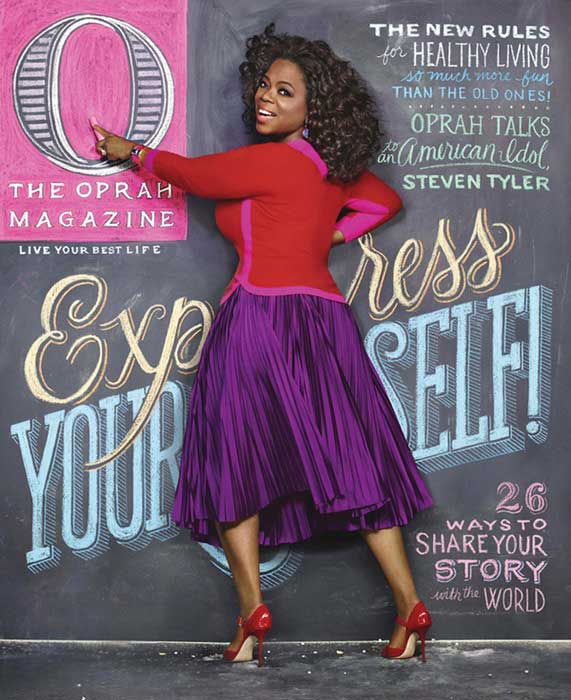 O
THE OPRAH
MAGAZINE
LIVE YOUR BEST LIFE
THE NEW RULES
for HEALTHY LIVING
so much more fun
THAN THE OLD ONES!
OPRAH TALKS
to an American Idol,
STEVEN TYLER
Express
YOURSELF!
26
WAYS TO
SHARE YOUR
STORY
with the
WORLD